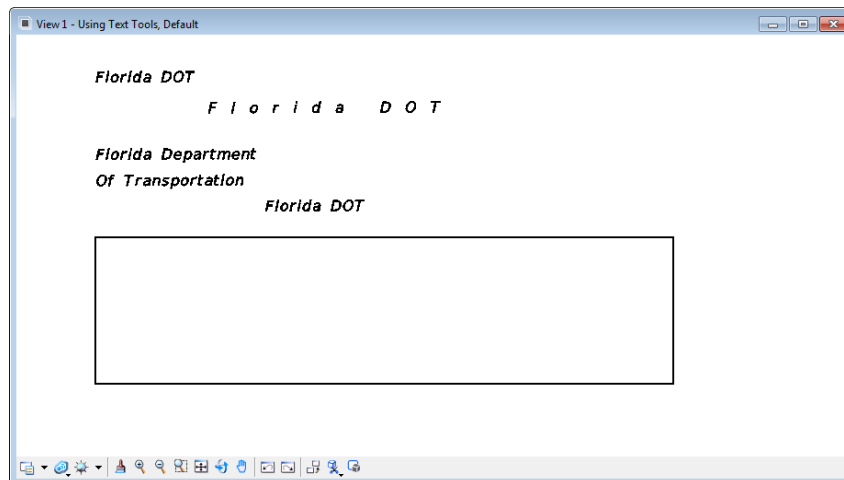 View 1 - Using Text Tools, Default
Florida DOT
F l o r i d a D O T
Florida Department
Of Transportation
Florida DOT